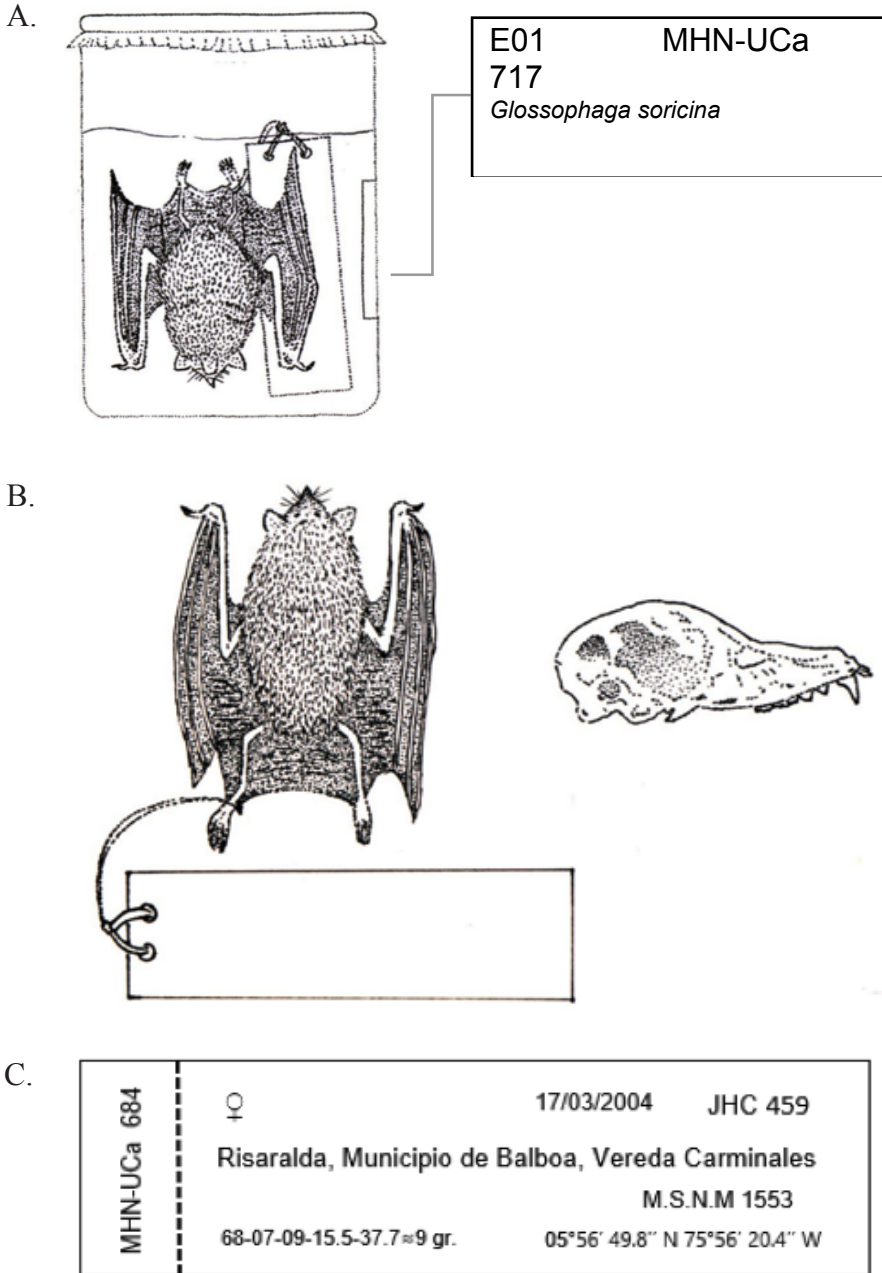 A.
E01 MHN-UCa
717
Glossophaga soricina
B.
C.
MHN-UCa 684
♀ 17/03/2004 JHC 459
Risaralda, Municipio de Balboa, Vereda Carminales
M.S.N.M 1553
68-07-09-15.5-37.7≈9 gr. 05°56′ 49.8″ N 75°56′ 20.4″ W